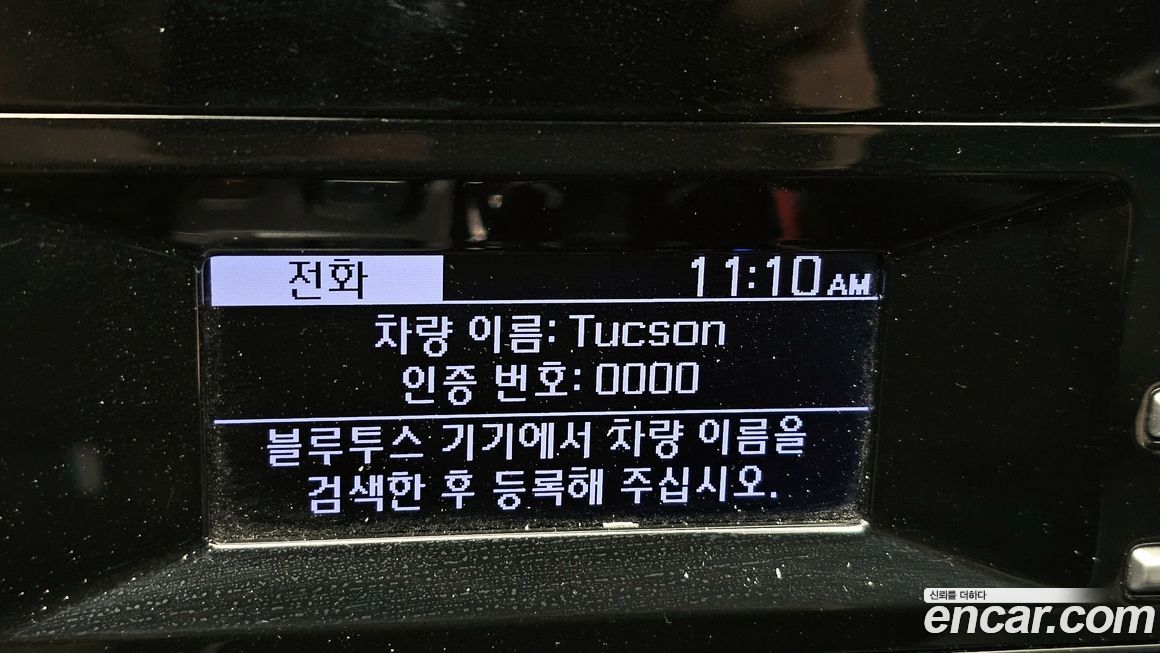 전화
11:10 AM
차량 이름: Tucson
인증 번호: 0000
블루투스 기기에서 차량 이름을
검색한 후 등록해 주십시오.
신뢰를 더하다
encar.com